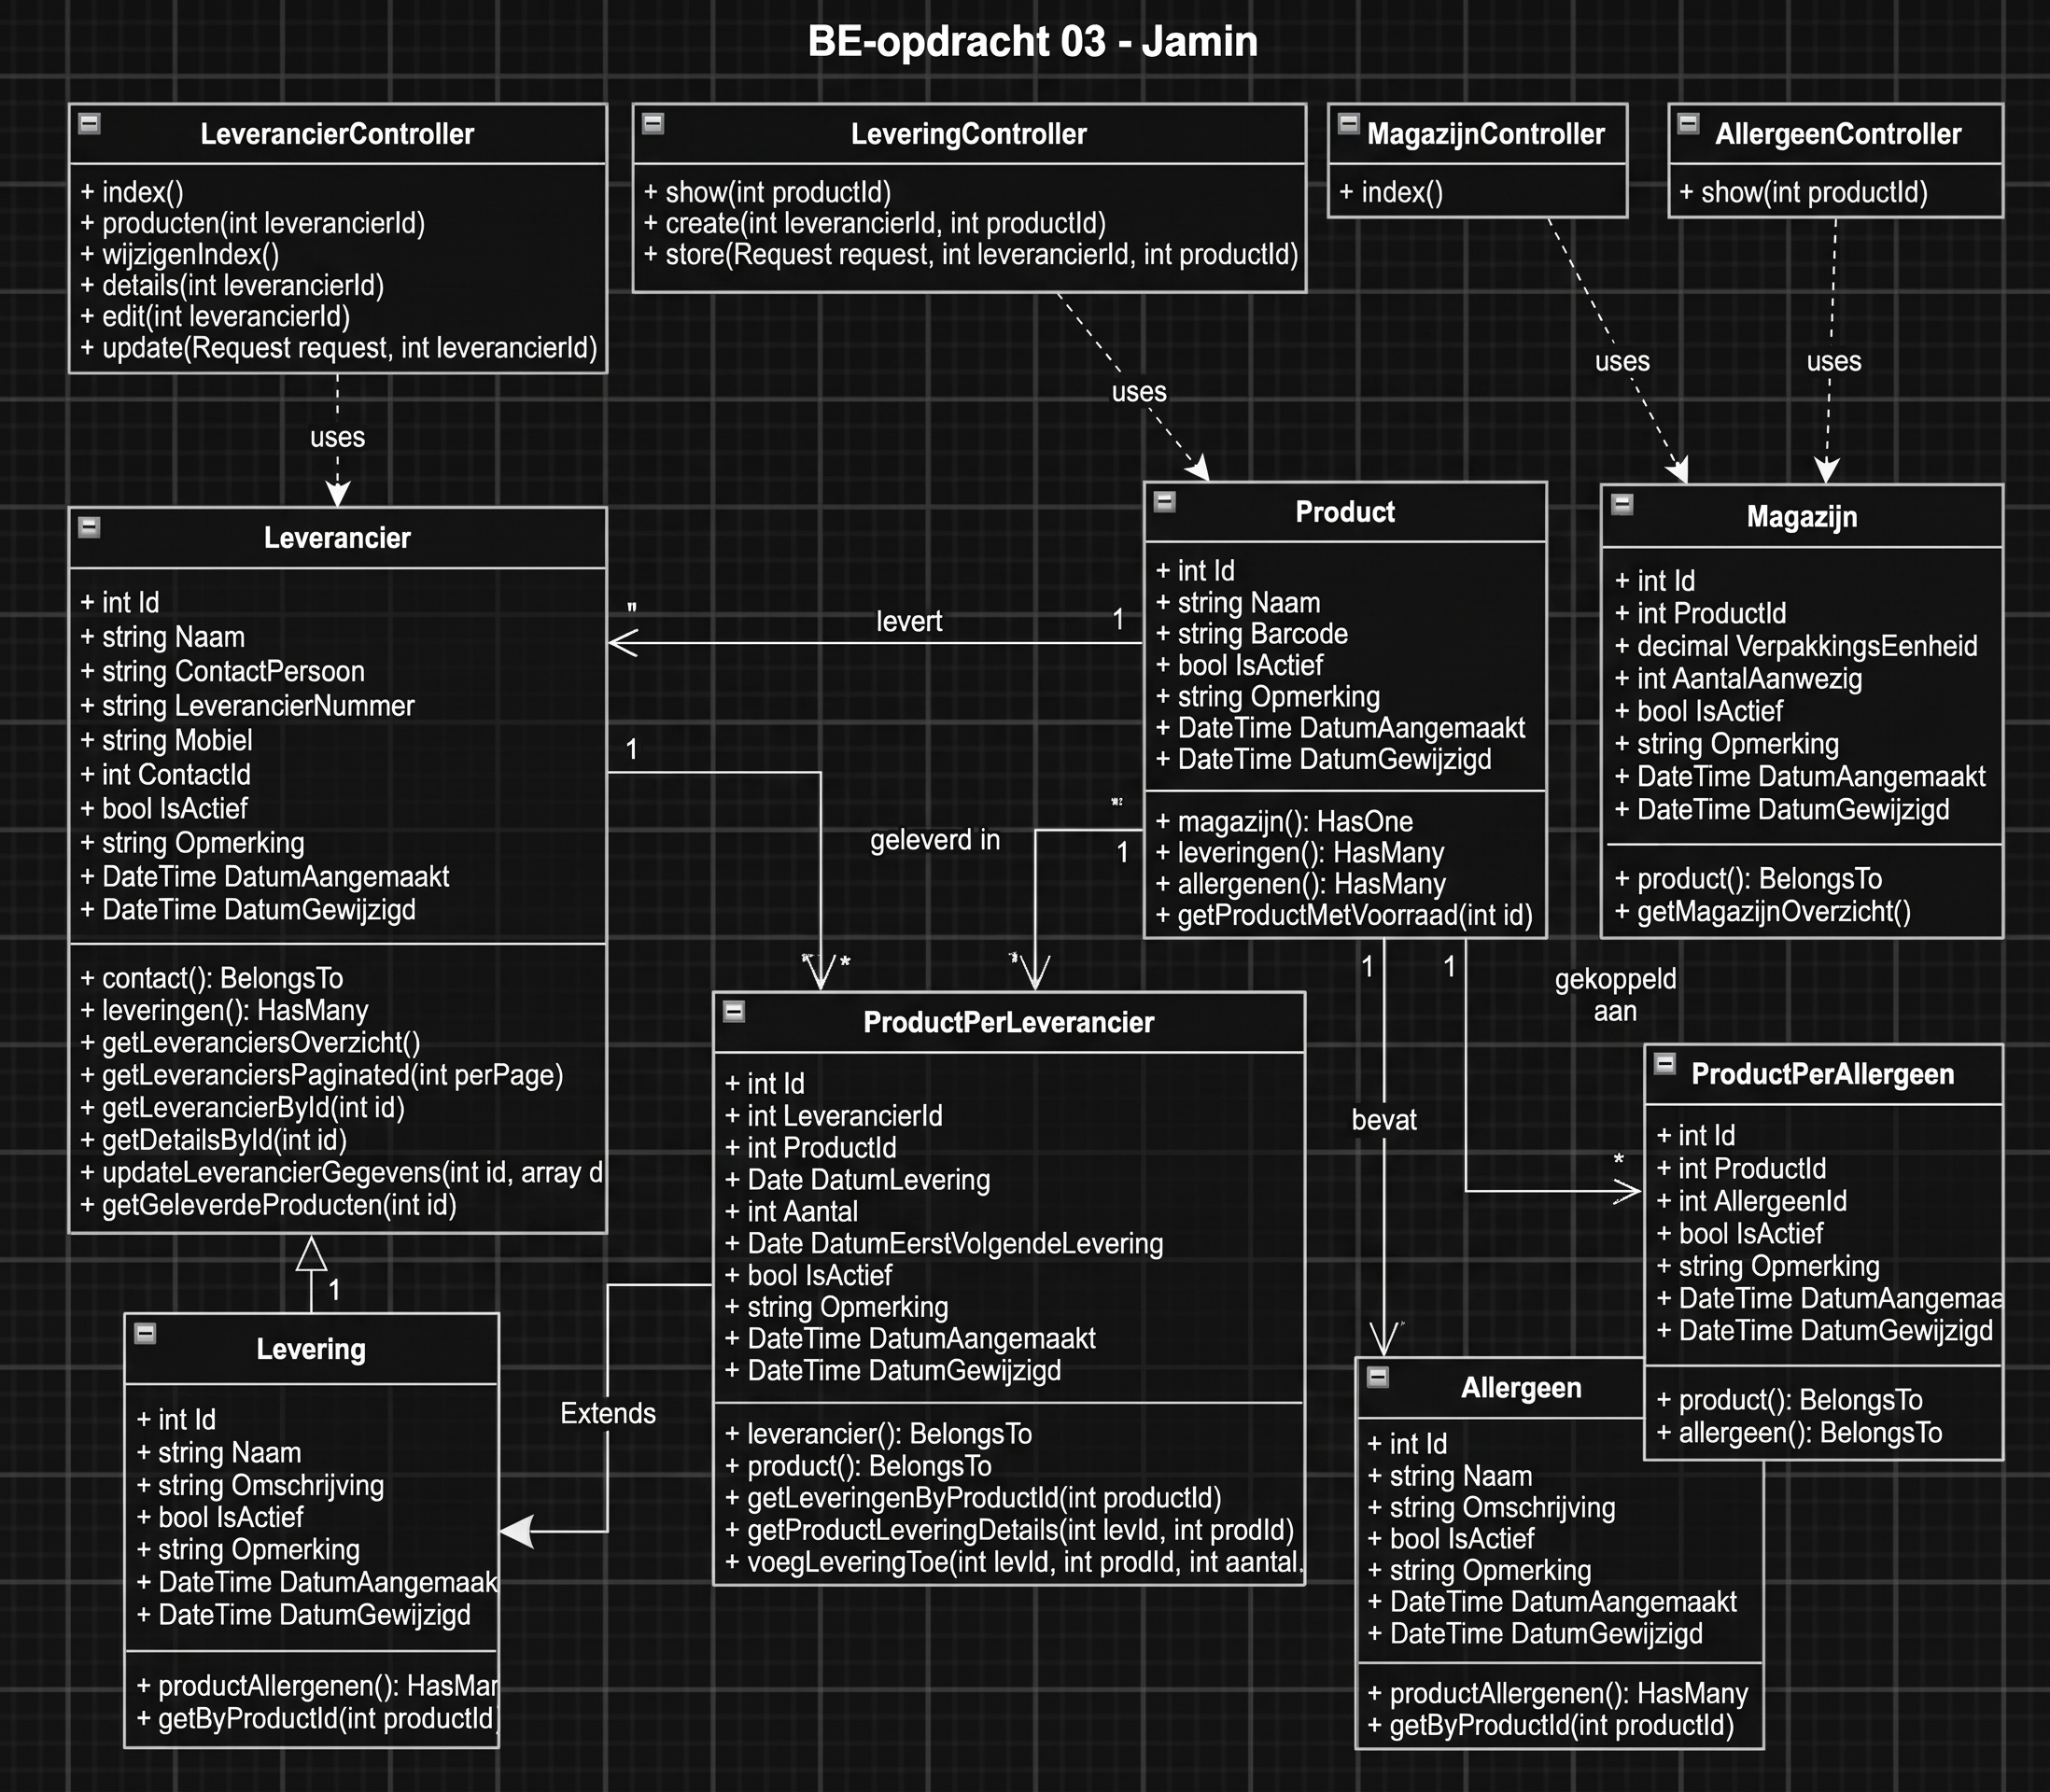 BE-opdracht 03 - Jamin
LeverancierController
+ index()
+ producten(int leverancierId)
+ wijzigenIndex()
+ details(int leverancierId)
+ edit(int leverancierId)
+ update(Request request, int leverancierId)
LeveringController
+ show(int productId)
+ create(int leverancierId, int productId)
+ store(Request request, int leverancierId, int productId)
MagazijnController
+ index()
AllergeenController
+ show(int productId)
uses
uses
uses
uses
Leverancier
+ int Id
+ string Naam
+ string ContactPersoon
+ string LeverancierNummer
+ string Mobiel
+ int ContactId
+ bool IsActief
+ string Opmerking
+ DateTime DatumAangemaakt
+ DateTime DatumGewijzigd
+ contact(): BelongsTo
+ leveringen(): HasMany
+ getLeveranciersOverzicht()
+ getLeveranciersPaginated(int perPage)
+ getLeverancierById(int id)
+ getDetailsById(int id)
+ updateLeverancierGegevens(int id, array d
+ getGeleverdeProducten(int id)
"
levert
1
1
geleverd in
1
*
Product
+ int Id
+ string Naam
+ string Barcode
+ bool IsActief
+ string Opmerking
+ DateTime DatumAangemaakt
+ DateTime DatumGewijzigd
+ magazijn(): HasOne
+ leveringen(): HasMany
+ allergenen(): HasMany
+ getProductMetVoorraad(int id)
Magazijn
+ int Id
+ int ProductId
+ decimal VerpakkingsEenheid
+ int AantalAanwezig
+ bool IsActief
+ string Opmerking
+ DateTime DatumAangemaakt
+ DateTime DatumGewijzigd
+ product(): BelongsTo
+ getMagazijnOverzicht()
1
1
gekoppeld
aan
bevat
*
ProductPerLeverancier
+ int Id
+ int LeverancierId
+ int ProductId
+ Date DatumLevering
+ int Aantal
+ Date DatumEerstVolgendeLevering
+ bool IsActief
+ string Opmerking
+ DateTime DatumAangemaakt
+ DateTime DatumGewijzigd
+ leverancier(): BelongsTo
+ product(): BelongsTo
+ getLeveringenByProductId(int productId)
+ getProductLeveringDetails(int levId, int prodId)
+ voegLeveringToe(int levId, int prodId, int aantal.
ProductPerAllergeen
+ int Id
+ int ProductId
+ int AllergeenId
+ bool IsActief
+ string Opmerking
+ DateTime DatumAangemaa
+ DateTime DatumGewijzigd
+ product(): BelongsTo
+ allergeen(): BelongsTo
1
Extends
Levering
+ int Id
+ string Naam
+ string Omschrijving
+ bool IsActief
+ string Opmerking
+ DateTime DatumAangemaak
+ DateTime DatumGewijzigd
+ productAllergenen(): HasMar
+ getByProductId(int productId
Allergeen
+ int Id
+ string Naam
+ string Omschrijving
+ bool IsActief
+ string Opmerking
+ DateTime DatumAangemaakt
+ DateTime DatumGewijzigd
+ productAllergenen(): HasMany
+ getByProductId(int productId)